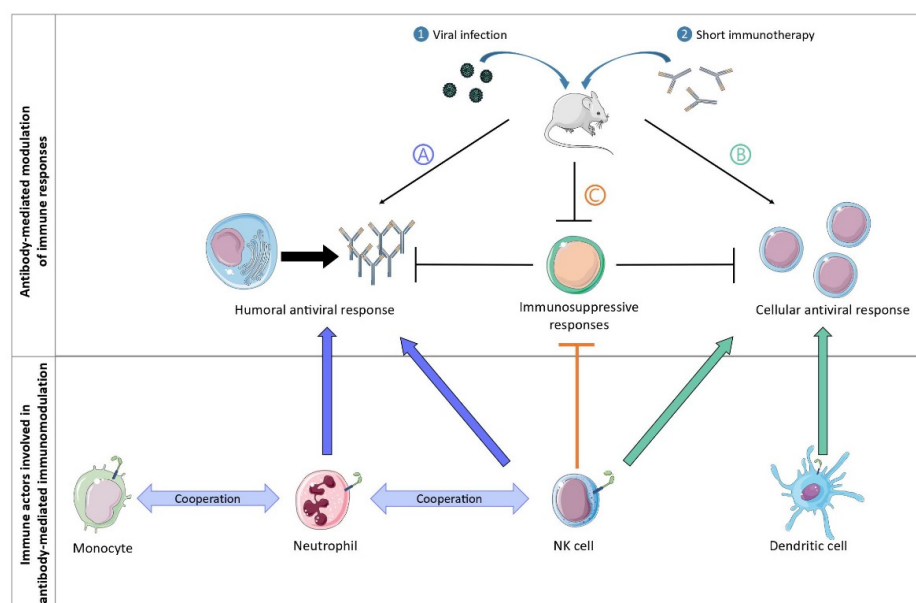 1 Viral infection
2 Short immunotherapy
Antibody-mediated modulation
of immune responses
A
B
C
Humoral antiviral response
Immunosuppressive
responses
Cellular antiviral response
Immune actors involved in
antibody-mediated immunomodulation
Cooperation
Cooperation
Monocyte
Neutrophil
NK cell
Dendritic cell